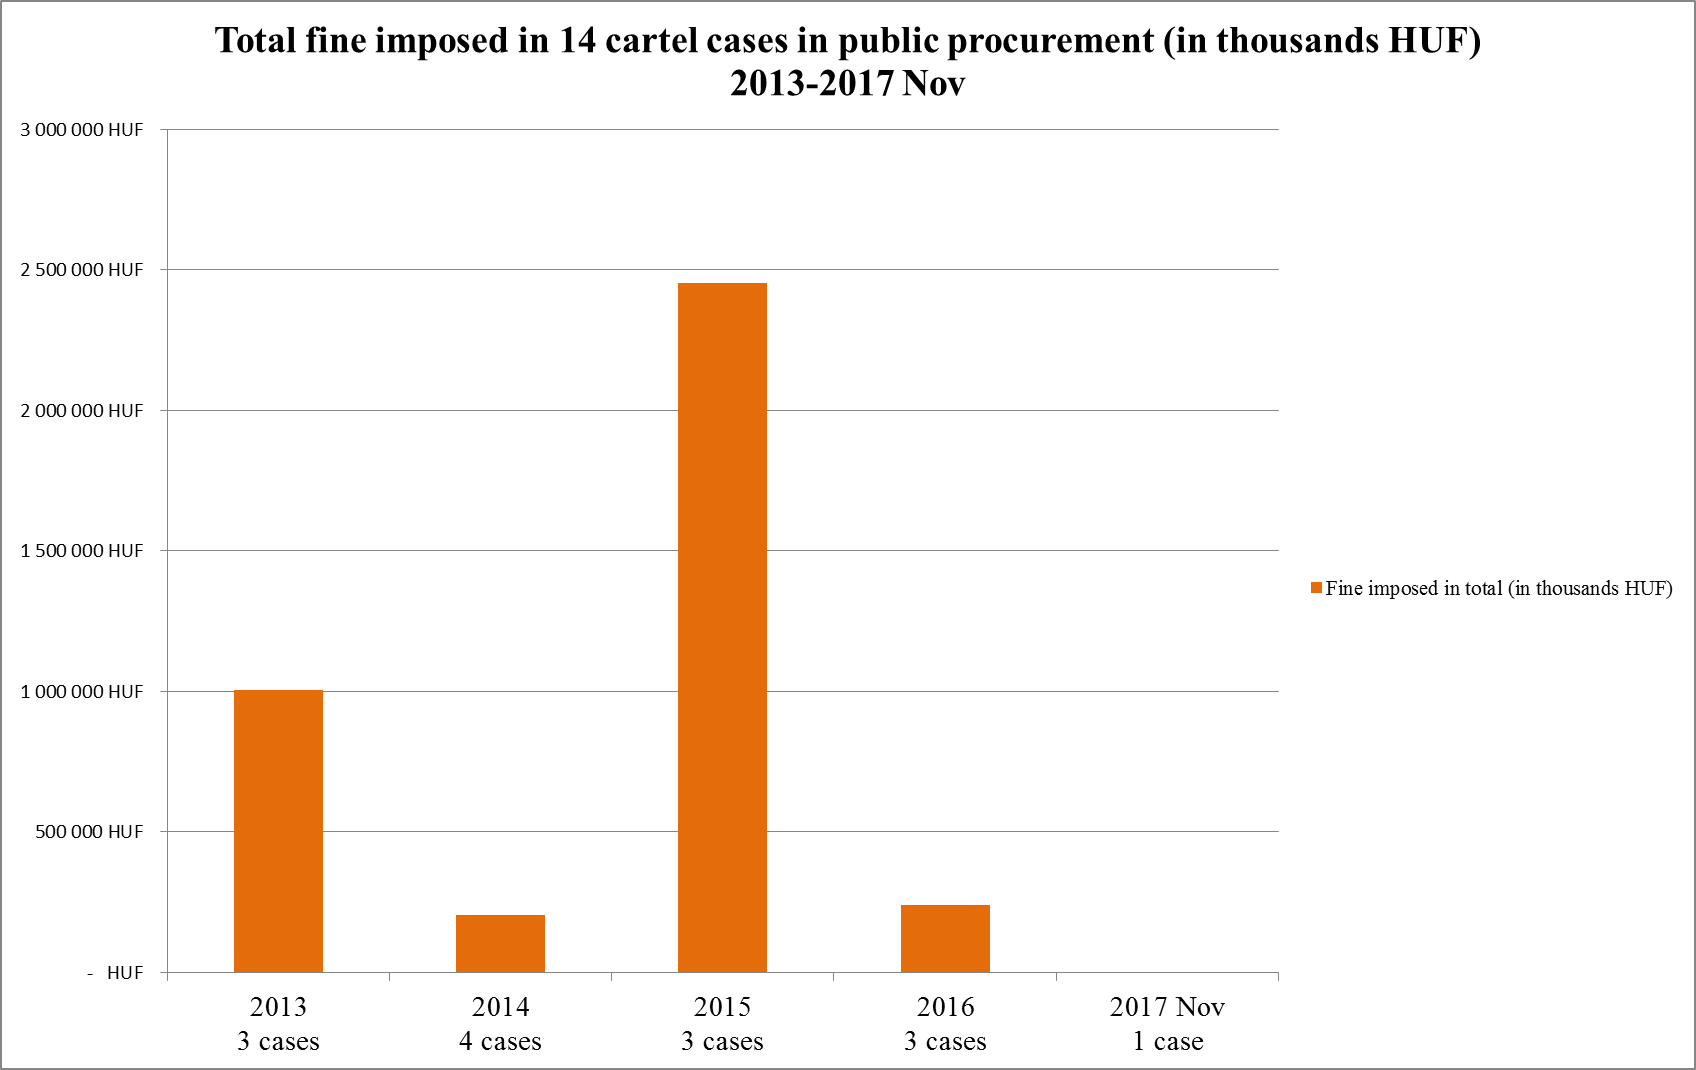 Total fine imposed in 14 cartel cases in public procurement (in thousands HUF)
2013-2017 Nov
3 000 000 HUF
2 500 000 HUF
2 000 000 HUF
1 500 000 HUF
1 000 000 HUF
500 000 HUF
- HUF
Fine imposed in total (in thousands HUF)
2013 2014 2015 2016 2017 Nov
3 cases 4 cases 3 cases 3 cases 1 case